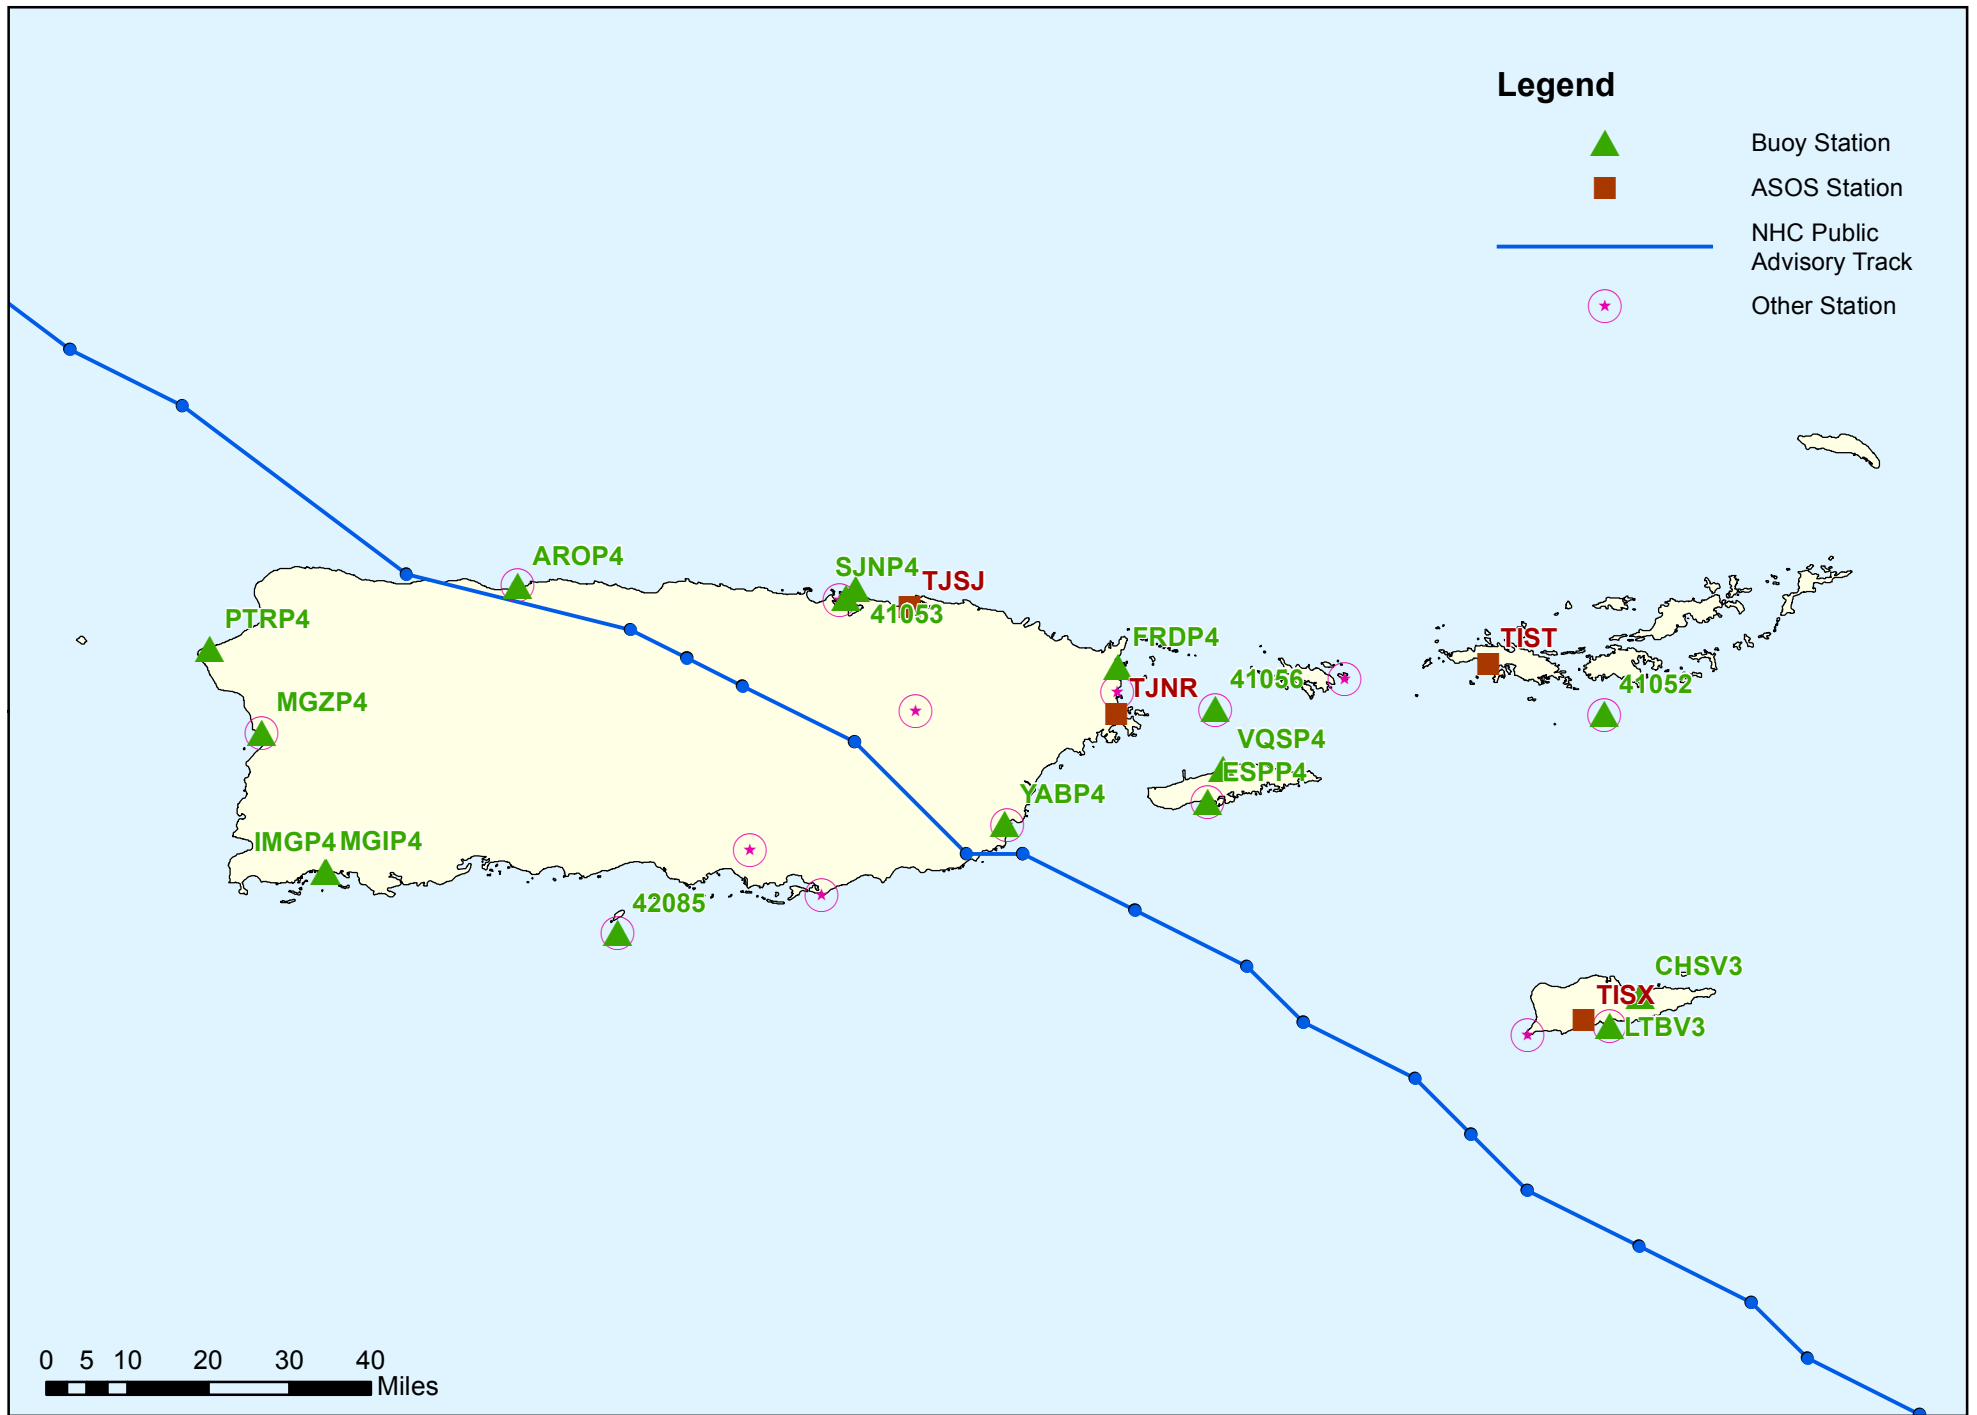 Legend
Buoy Station
ASOS Station
NHC Public
Advisory Track
Other Station
AROP4
SJNP4
TJSJ
41053
PTRP4
FRDP4
TIST
41056
TJNR
41052
MGZP4
VQSP4
ESPP4
YABP4
IMGP4 MGIP4
42085
CHSV3
TISX
LTBV3
0 5 10 20 30 40
Miles